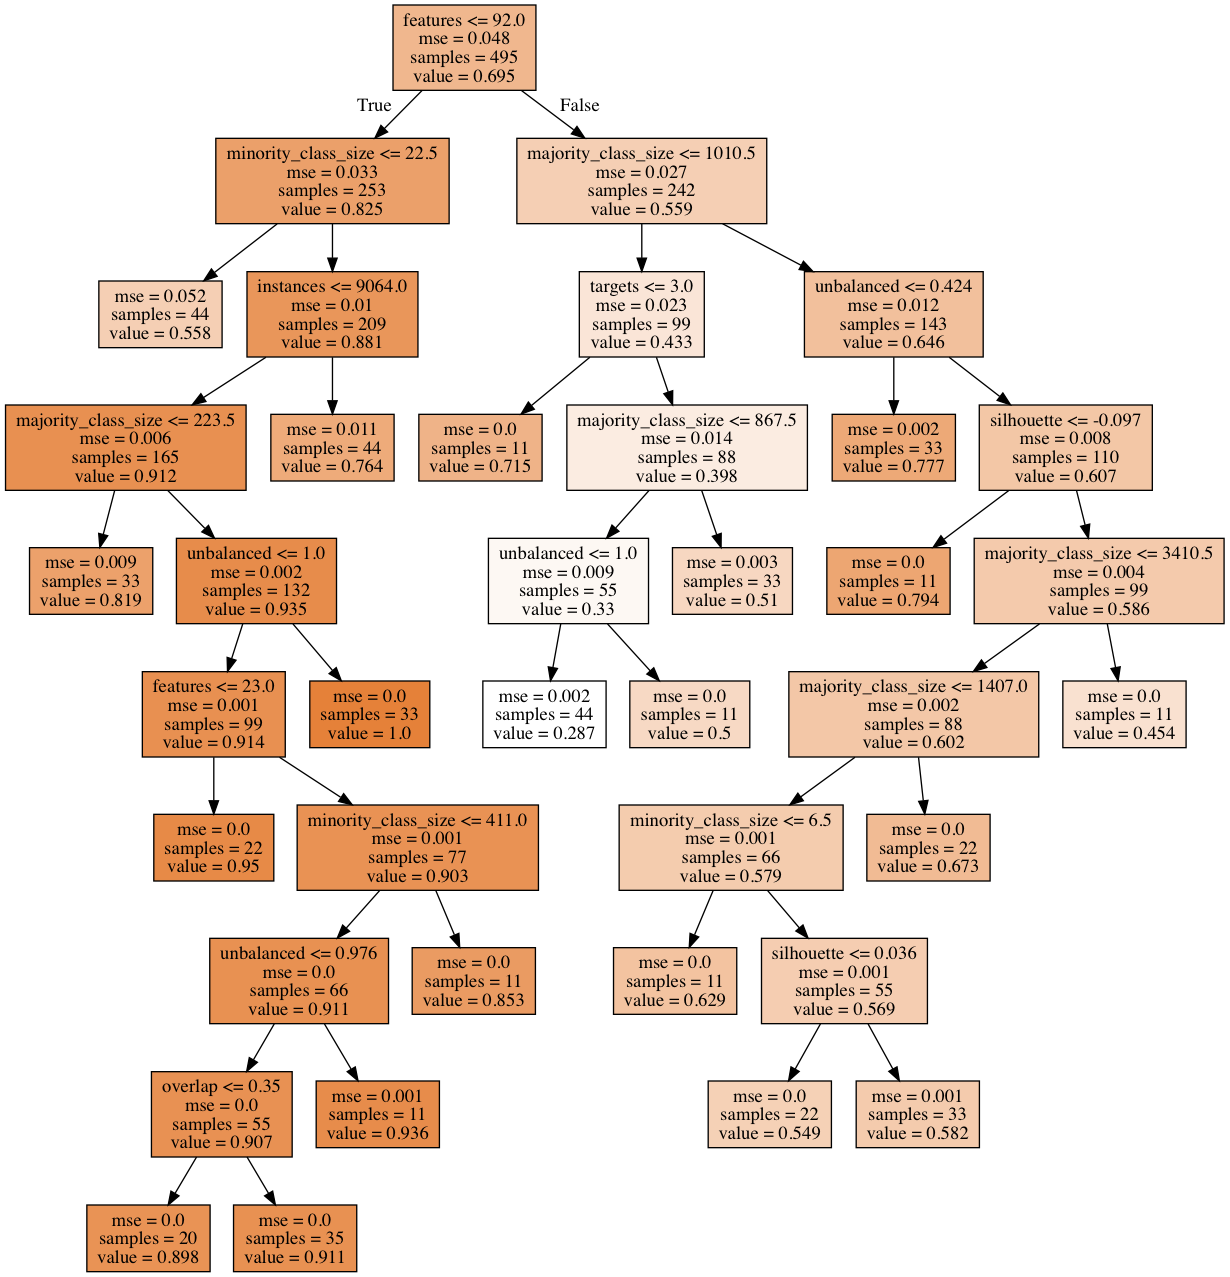 features <= 92.0
mse = 0.048
samples = 495
value = 0.695
True
False
minority_class_size <= 22.5
mse = 0.033
samples = 253
value = 0.825
majority_class_size <= 1010.5
mse = 0.027
samples = 242
value = 0.559
mse = 0.052
samples = 44
value = 0.558
instances <= 9064.0
mse = 0.01
samples = 209
value = 0.881
targets <= 3.0
mse = 0.023
samples = 99
value = 0.433
unbalanced <= 0.424
mse = 0.012
samples = 143
value = 0.646
majority_class_size <= 223.5
mse = 0.006
samples = 165
value = 0.912
mse = 0.011
samples = 44
value = 0.764
mse = 0.0
samples = 11
value = 0.715
majority_class_size <= 867.5
mse = 0.014
samples = 88
value = 0.398
mse = 0.002
samples = 33
value = 0.777
silhouette <= -0.097
mse = 0.008
samples = 110
value = 0.607
mse = 0.009
samples = 33
value = 0.819
unbalanced <= 1.0
mse = 0.002
samples = 132
value = 0.935
unbalanced <= 1.0
mse = 0.009
samples = 55
value = 0.33
mse = 0.003
samples = 33
value = 0.51
mse = 0.0
samples = 11
value = 0.794
majority_class_size <= 3410.5
mse = 0.004
samples = 99
value = 0.586
features <= 23.0
mse = 0.001
samples = 99
value = 0.914
mse = 0.0
samples = 33
value = 1.0
mse = 0.002
samples = 44
value = 0.287
mse = 0.0
samples = 11
value = 0.5
majority_class_size <= 1407.0
mse = 0.002
samples = 88
value = 0.602
mse = 0.0
samples = 11
value = 0.454
mse = 0.0
samples = 22
value = 0.95
minority_class_size <= 411.0
mse = 0.001
samples = 77
value = 0.903
minority_class_size <= 6.5
mse = 0.001
samples = 66
value = 0.579
mse = 0.0
samples = 22
value = 0.673
unbalanced <= 0.976
mse = 0.0
samples = 66
value = 0.911
mse = 0.0
samples = 11
value = 0.853
mse = 0.0
samples = 11
value = 0.629
silhouette <= 0.036
mse = 0.001
samples = 55
value = 0.569
overlap <= 0.35
mse = 0.0
samples = 55
value = 0.907
mse = 0.001
samples = 11
value = 0.936
mse = 0.0
samples = 22
value = 0.549
mse = 0.001
samples = 33
value = 0.582
mse = 0.0
samples = 20
value = 0.898
mse = 0.0
samples = 35
value = 0.911